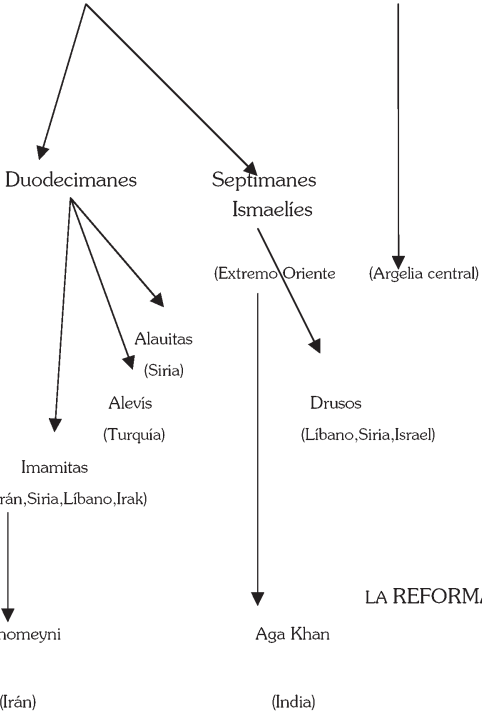 Duodecimanes
Septimanes
Ismaelíes
(Extremo Oriente
(Argelia central)
Alauitas
(Siria)
Alevís
(Turquía)
Drusos
(Líbano,Siria,Israel)
Imamitas
rán,Siria,Líbano,Irak)
LA REFORMA
homeyni
Aga Khan
(Irán)
(India)